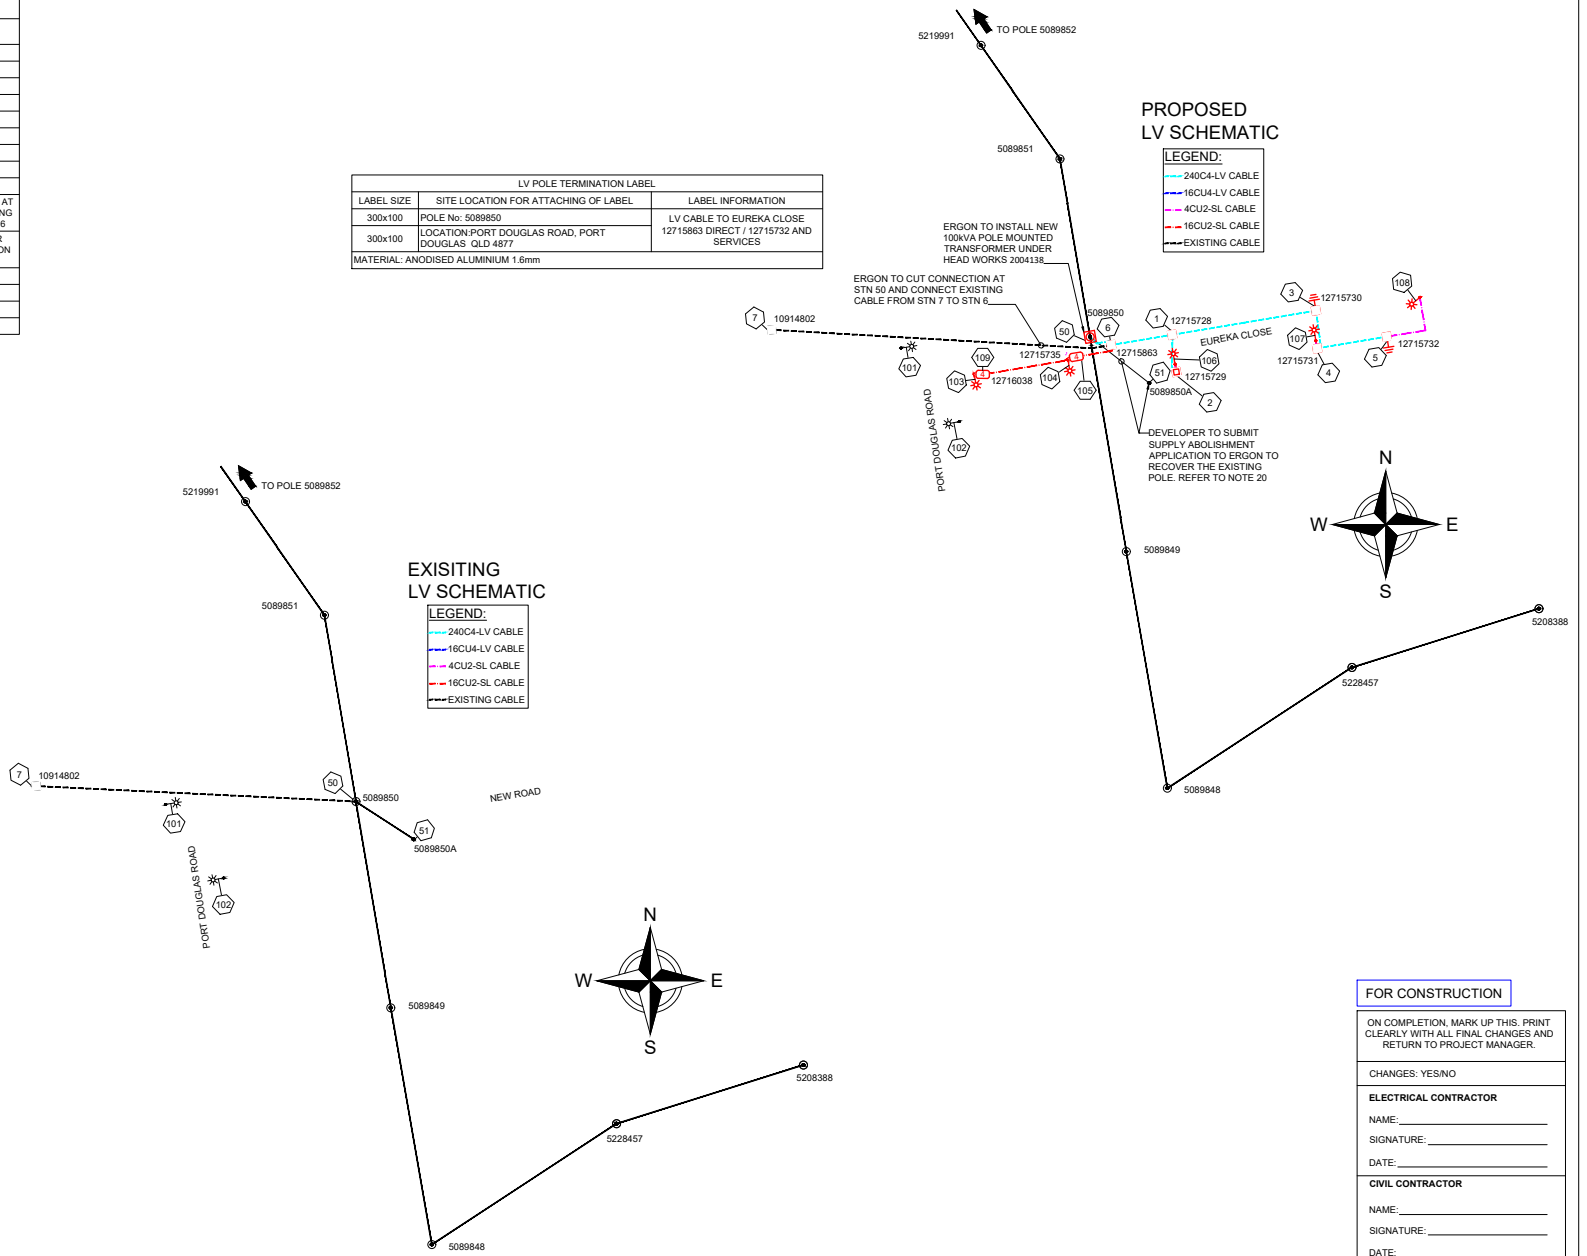 AT
NG
6
R
ON
LV POLE TERMINATION LABEL
LABEL SIZE SITE LOCATION FOR ATTACHING OF LABEL LABEL INFORMATION
300x100 POLE No: 5089850
300x100 LOCATION:PORT DOUGLAS ROAD, PORT
DOUGLAS QLD 4877
LV CABLE TO EUREKA CLOSE
12715863 DIRECT / 12715732 AND
SERVICES
MATERIAL: ANODISED ALUMINIUM 1.6mm
5219991
TO POLE 5089852
5089851
PROPOSED
LV SCHEMATIC
LEGEND:
240C4-LV CABLE
16CU4-LV CABLE
4CU2-SL CABLE
16CU2-SL CABLE
EXISTING CABLE
ERGON TO INSTALL NEW
100kVA POLE MOUNTED
TRANSFORMER UNDER
HEAD WORKS 2004138
ERGON TO CUT CONNECTION AT
STN 50 AND CONNECT EXISTING
CABLE FROM STN 7 TO STN 6
7
10914802
50
5089850
6
1
12715728
3
12715730
108
EUREKA CLOSE
107
12715731
4
5
12715732
101
109
103
4
12716038
12715735
4
104
105
12715863
51
106
12715729
5089850A
2
PORT DOUGLAS ROAD
102
DEVELOPER TO SUBMIT
SUPPLY ABOLISHMENT
APPLICATION TO ERGON TO
RECOVER THE EXISTING
POLE. REFER TO NOTE 20
N
W
E
S
5089849
5208388
5228457
5089848
5219991
TO POLE 5089852
5089851
EXISITING
LV SCHEMATIC
LEGEND:
240C4-LV CABLE
16CU4-LV CABLE
4CU2-SL CABLE
16CU2-SL CABLE
EXISTING CABLE
7
10914802
50
5089850
NEW ROAD
101
51
5089850A
PORT DOUGLAS ROAD
102
N
W
E
S
5089849
5208388
5228457
5089848
FOR CONSTRUCTION
ON COMPLETION, MARK UP THIS. PRINT
CLEARLY WITH ALL FINAL CHANGES AND
RETURN TO PROJECT MANAGER.
CHANGES: YES/NO
ELECTRICAL CONTRACTOR
NAME:
SIGNATURE:
DATE:
CIVIL CONTRACTOR
NAME:
SIGNATURE:
DATE: